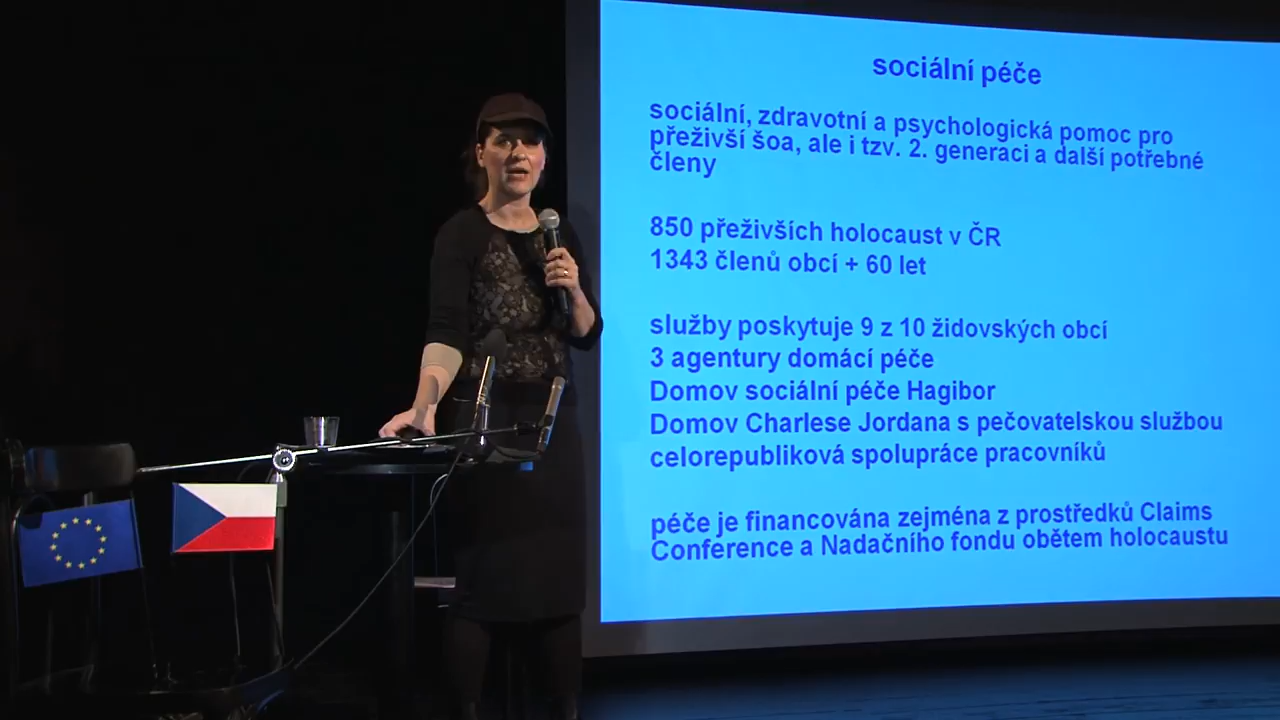 sociální péče
sociální, zdravotní a psychologická pomoc pro
přeživší šoa, ale i tzv. 2. generaci a další potřebné
členy
850 přeživších holocaust v ČR
1343 členů obcí + 60 let
služby poskytuje 9 z 10 židovských obcí
3 agentury domácí péče
Domov sociální péče Hagibor
Domov Charlese Jordana s pečovatelskou službou
celorepubliková spolupráce pracovníků
péče je financována zejména z prostředků Claims
Conference a Nadačního fondu obětem holocaustu